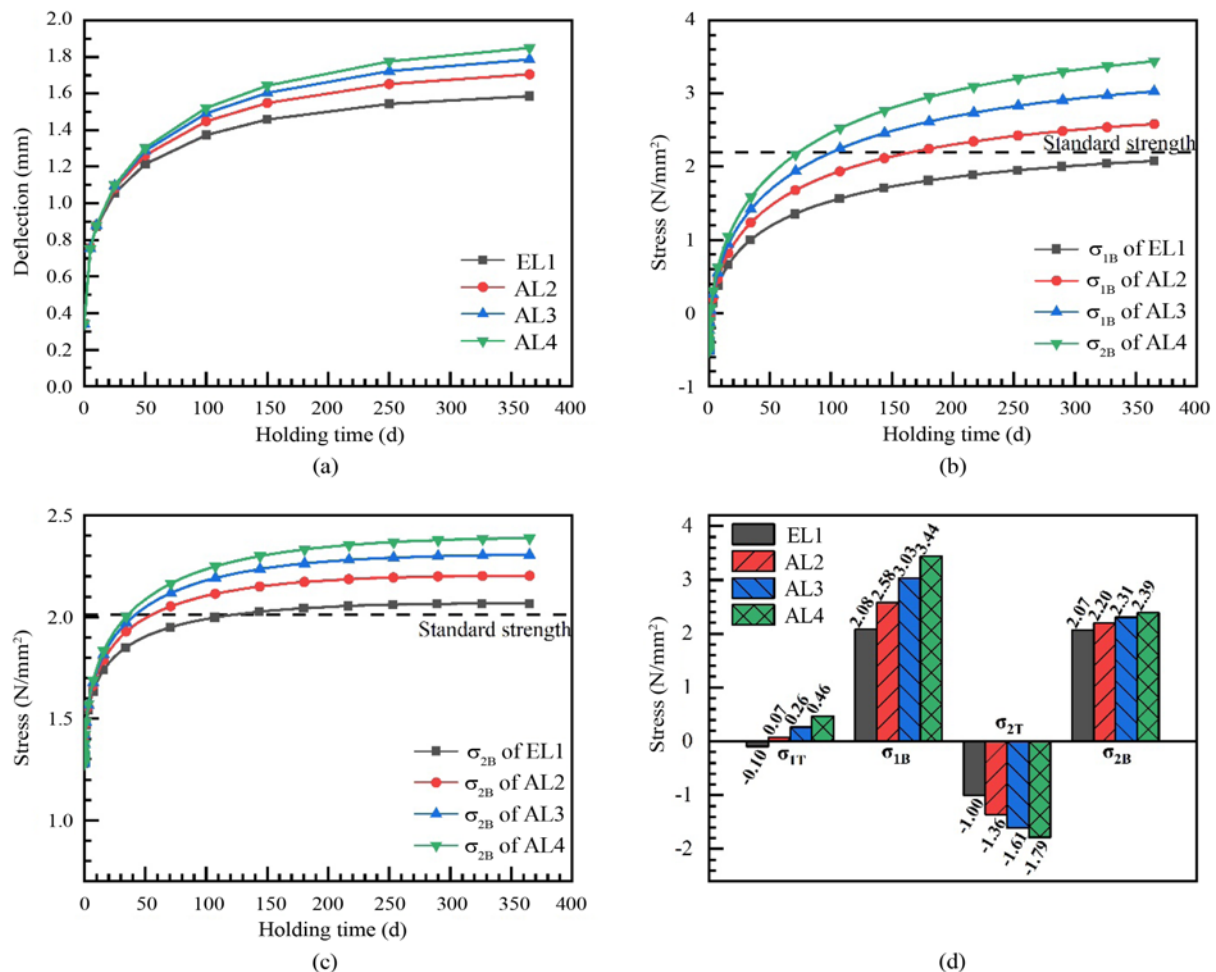 2.0
1.8
1.6
1.4
1.2
1.0
0.8
0.6
0.4
0.2
0.0
Deflection (mm)
EL1
AL2
AL3
AL4
0 50 100 150 200 250 300 350 400
Holding time (d)
(a)
4
3
2
1
0
-1
Stress (N/mm²)
Standard strength
σ1B of EL1
σ1B of AL2
σ1B of AL3
σ2B of AL4
0 50 100 150 200 250 300 350 400
Holding time (d)
(b)
2.5
2.0
1.5
1.0
Stress (N/mm²)
Standard strength
σ2B of EL1
σ2B of AL2
σ2B of AL3
σ2B of AL4
0 50 100 150 200 250 300 350 400
Holding time (d)
(c)
4
3
2
1
0
-1
-2
Stress (N/mm²)
EL1
AL2
AL3
AL4
-0.10 0.07 0.26 0.46
σ1T
2.08 2.58 3.03 3.44
σ1B
σ2T
-1.00 -1.36 -1.61 -1.79
2.07 2.20 2.31 2.39
σ2B
(d)